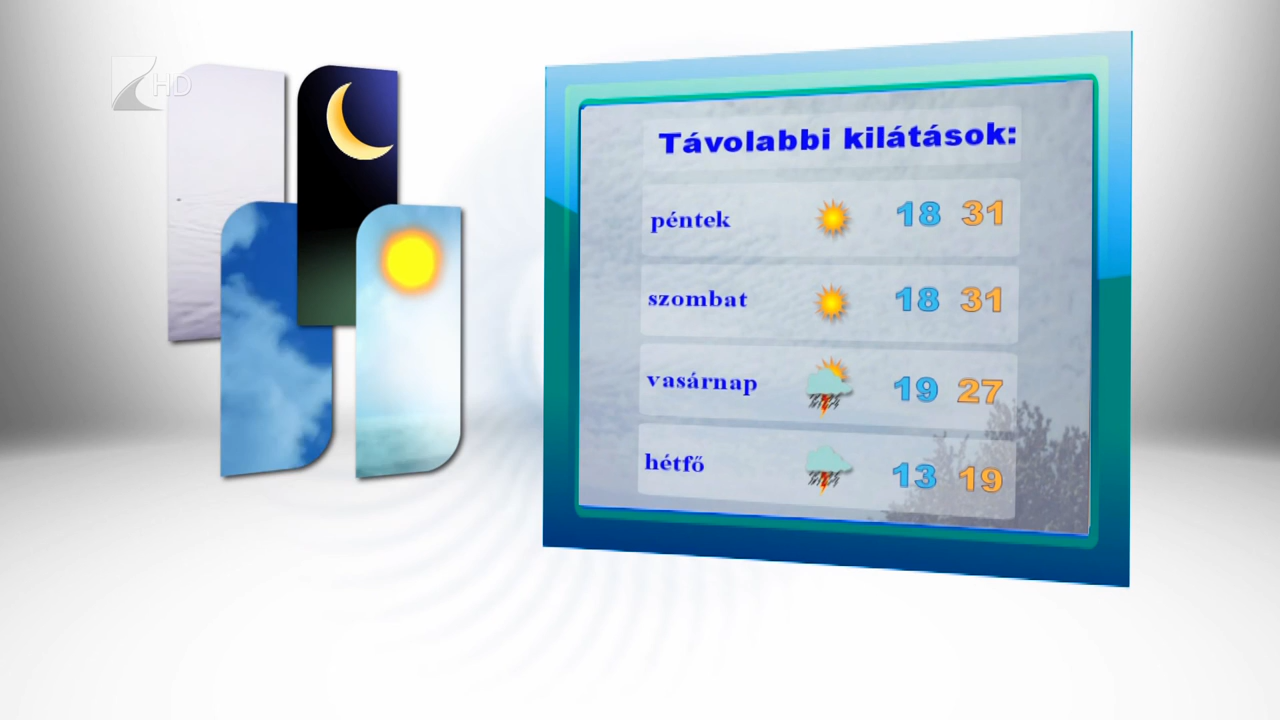 HD
Távolabbi kilátások:
péntek 18 31
szombat 18 31
vasárnap 19 27
hétfő 13 19